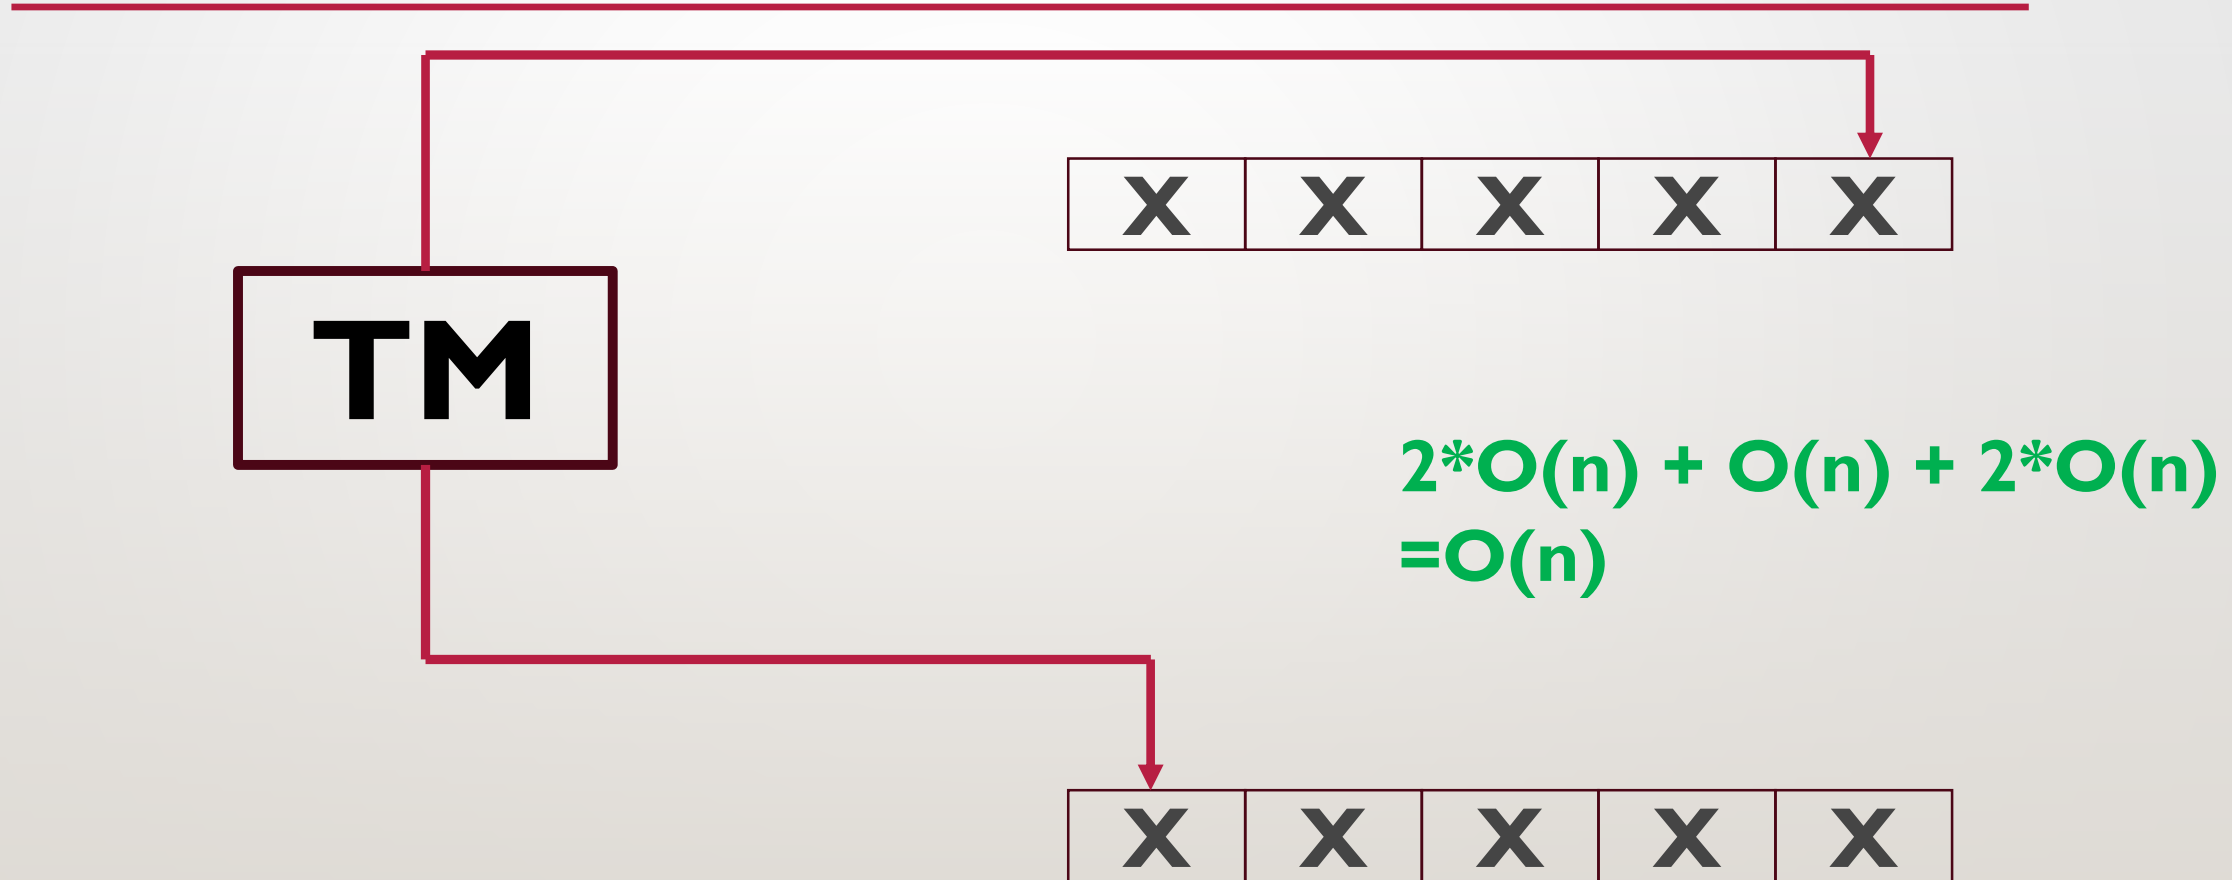 X X X X X
TM
2*O(n) + O(n) + 2*O(n)
=O(n)
X X X X X